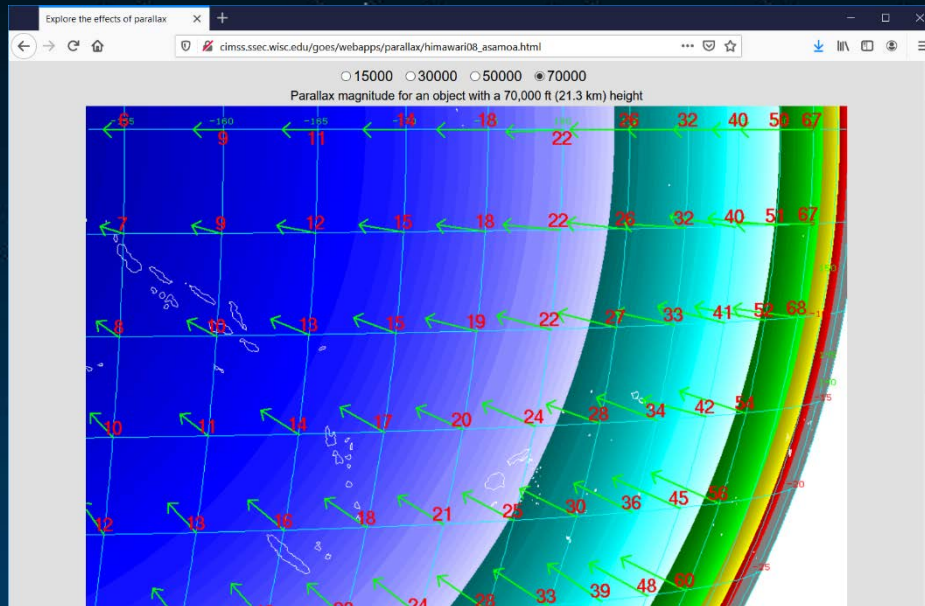 Explore the effects of parallax
cimss.ssec.wisc.edu/goes/webapps/parallax/himawari08_asamoa.html
15000 30000 50000 70000
Parallax magnitude for an object with a 70,000 ft (21.3 km) height
-160
9 11 14 18 22 26 32 40 50 67
7 9 12 15 18 22 26 32 40 51 67
8 10 13 15 19 22 27 33 41 52 68
10 11 14 17 20 24 28 34 42 54
12 13 16 18 21 25 30 36 45
-20
-25
24 28 33 39 48 60